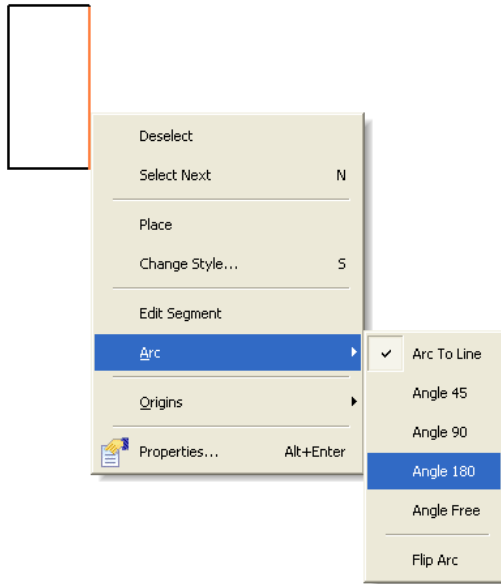 Deselect
Select Next N
Place
Change Style... S
Edit Segment
Arc
Arc To Line
Angle 45
Origins
Angle 90
Properties... Alt+Enter
Angle 180
Angle Free
Flip Arc